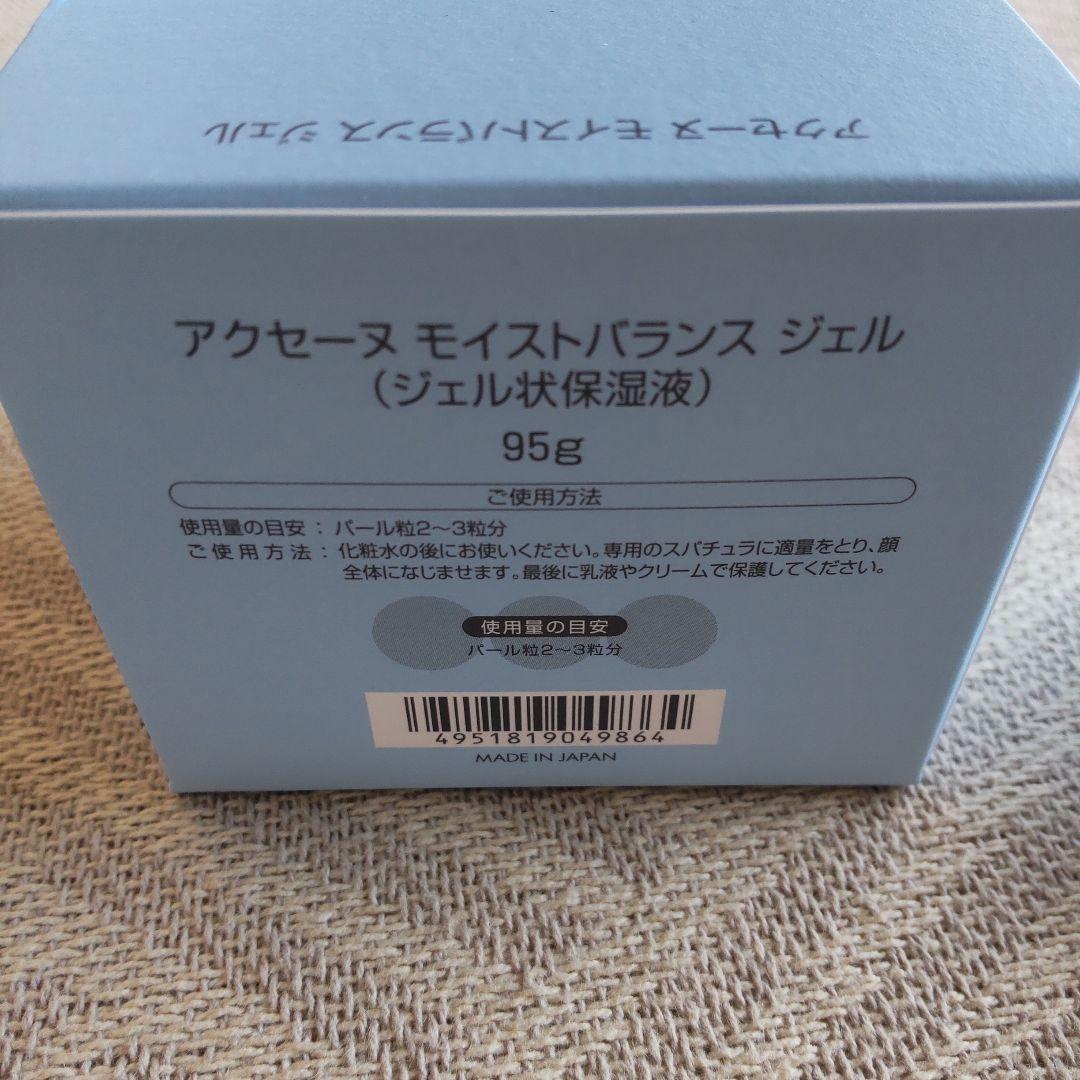 アクセーヌ モイストバランス ジェル
アクセーヌ モイストバランス ジェル
（ジェル状保湿液）
95g
ご使用方法
使用量の目安：パール粒2〜3粒分
ご使用方法：化粧水の後にお使いください。専用のスパチュラに適量をとり、顔
全体になじませます。最後に乳液やクリームで保護してください。
使用量の目安
パール粒2〜3粒分
4951819049864
MADE IN JAPAN